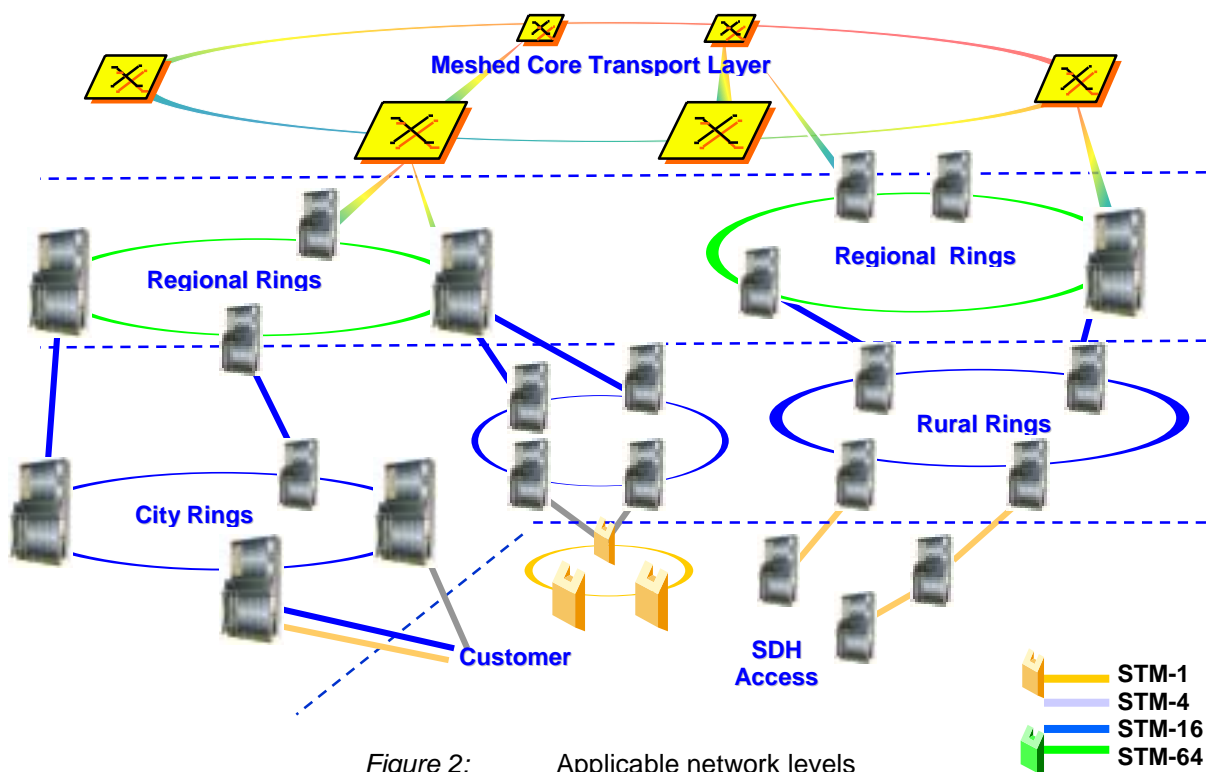 Meshed Core Transport Layer
Regional Rings
Regional Rings
Rural Rings
City Rings
Customer
SDH
Access
STM-1
STM-4
STM-16
STM-64
Figure 2: Applicable network levels